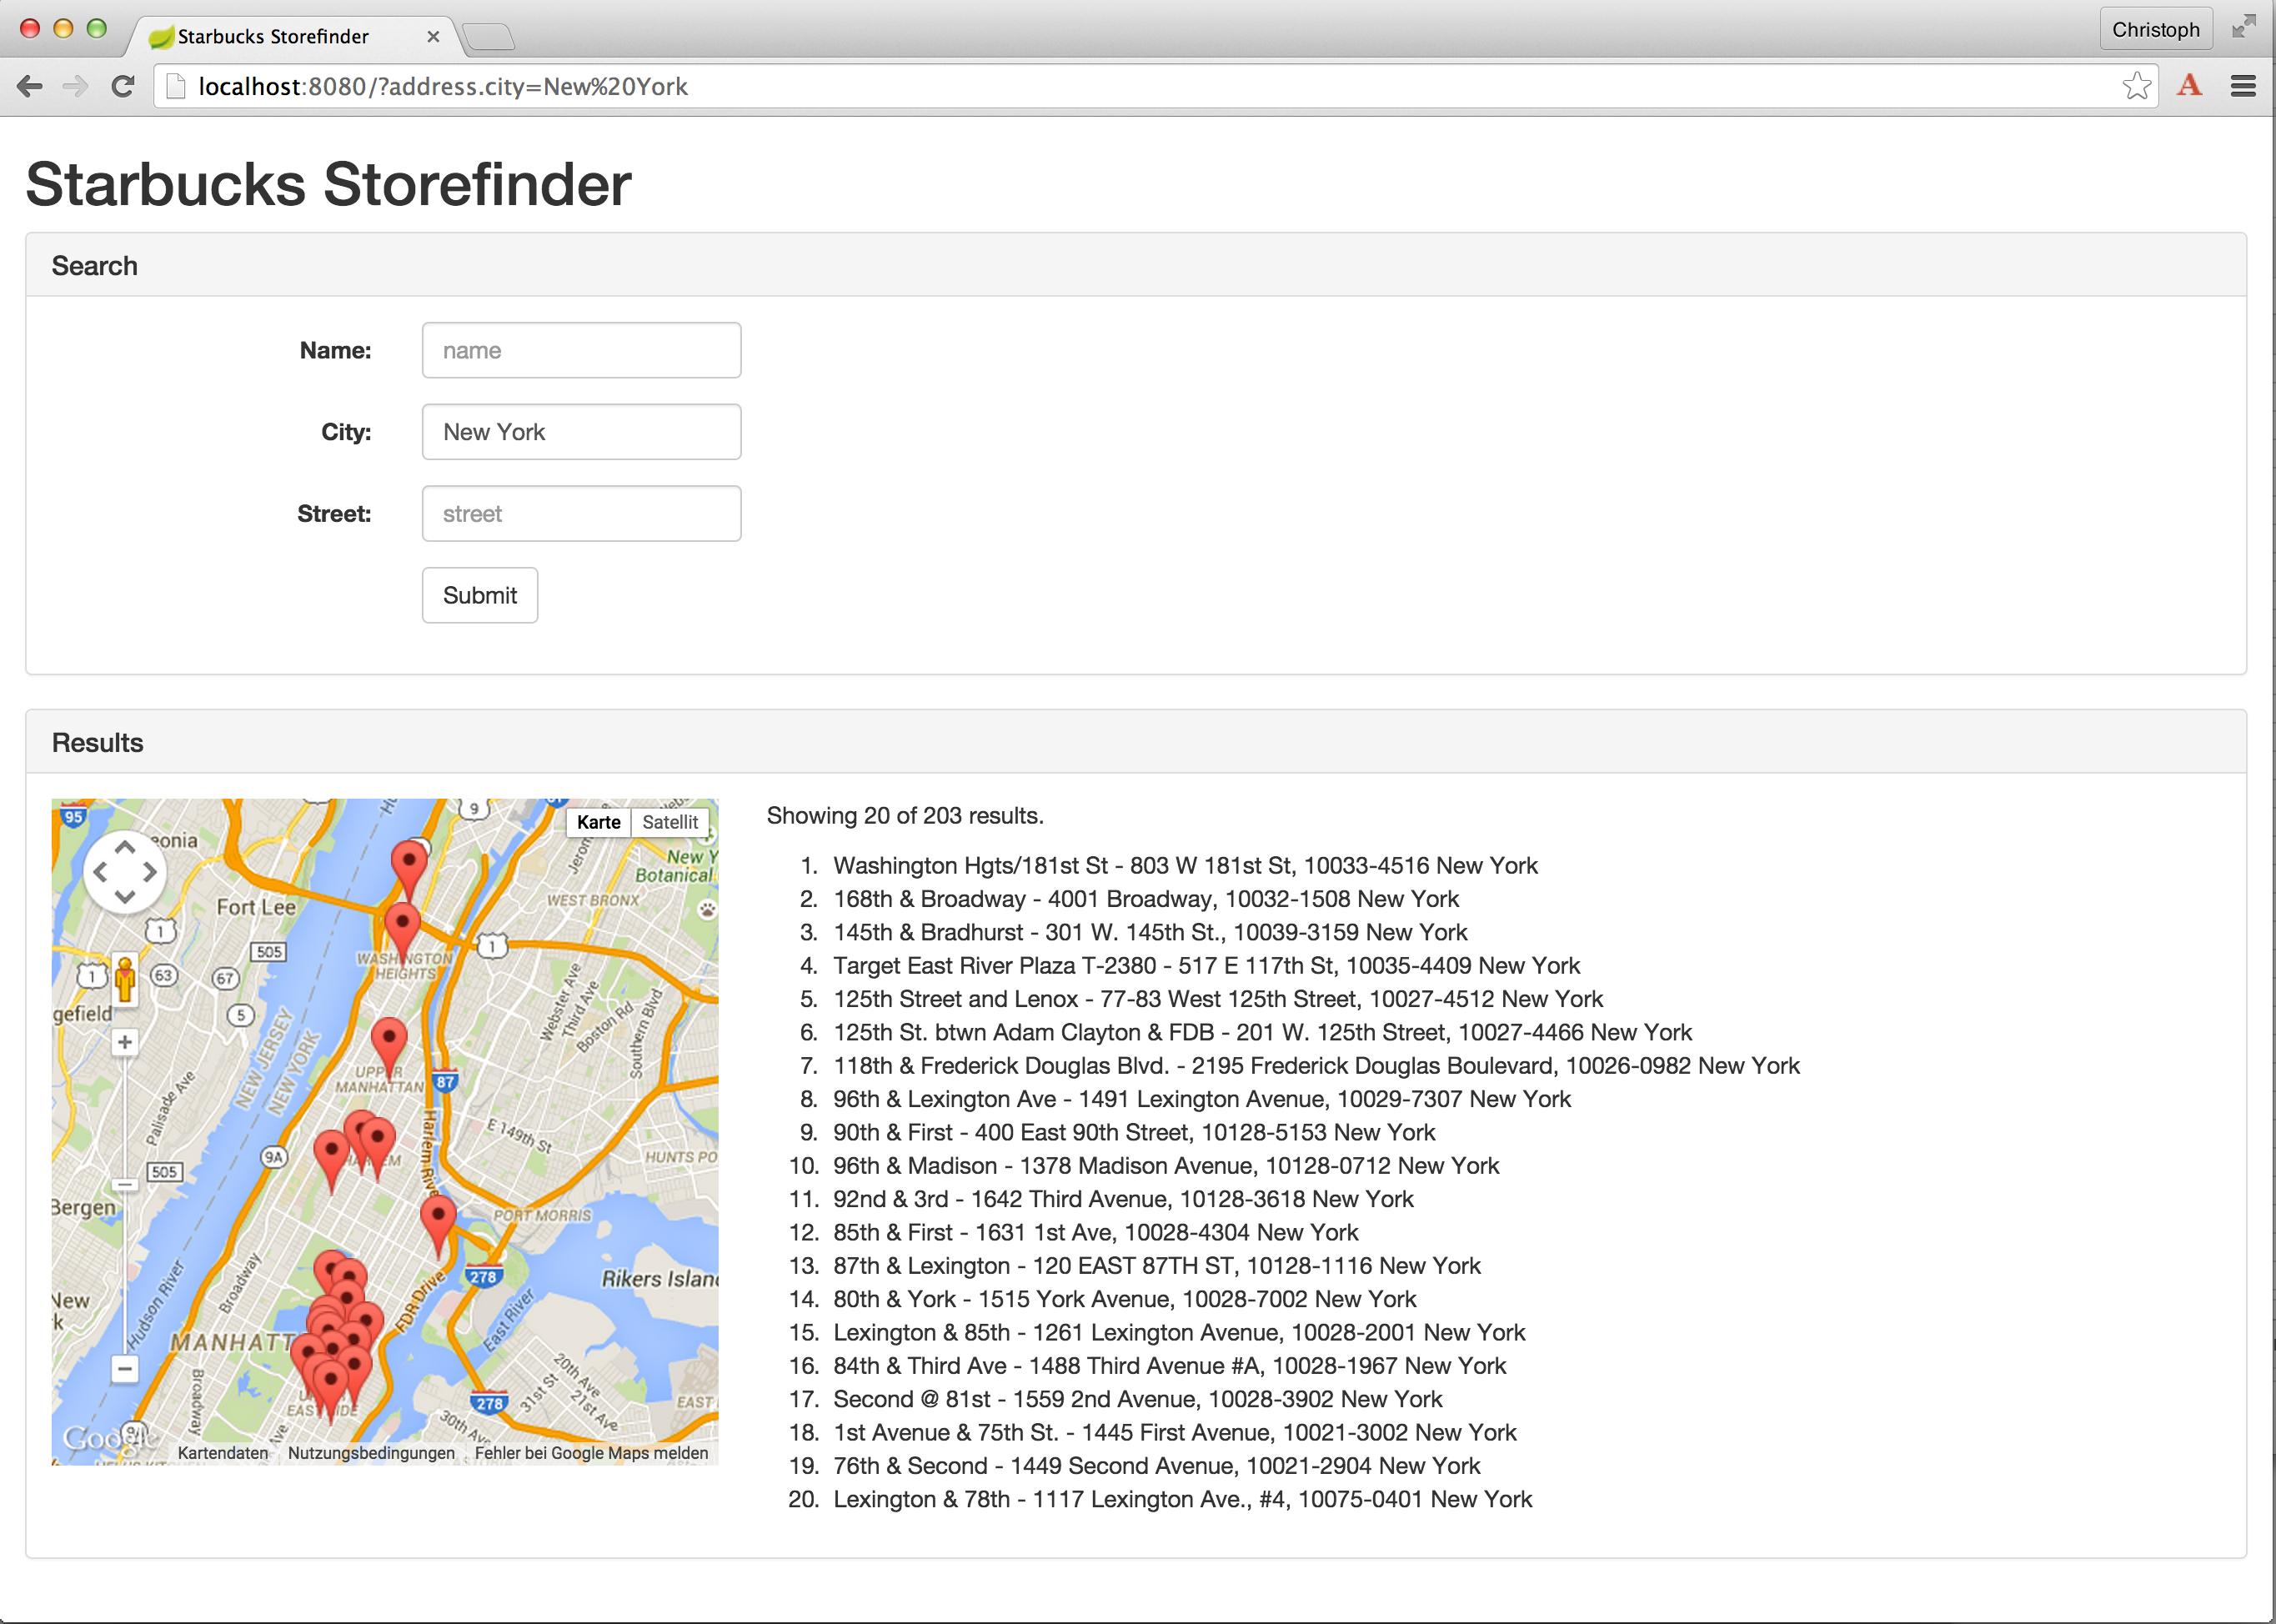 Starbucks Storefinder
Christoph
localhost:8080/?address.city=New%20York
A
Starbucks Storefinder
Search
Name: name
City: New York
Street: street
Submit
Results
Showing 20 of 203 results.
1. Washington Hgts/181st St - 803 W 181st St, 10033-4516 New York
2. 168th & Broadway - 4001 Broadway, 10032-1508 New York
3. 145th & Bradhurst - 301 W. 145th St., 10039-3159 New York
4. Target East River Plaza T-2380 - 517 E 117th St, 10035-4409 New York
5. 125th Street and Lenox - 77-83 West 125th Street, 10027-4512 New York
6. 125th St. btwn Adam Clayton & FDB - 201 W. 125th Street, 10027-4466 New York
7. 118th & Frederick Douglas Blvd. - 2195 Frederick Douglas Boulevard, 10026-0982 New York
8. 96th & Lexington Ave - 1491 Lexington Avenue, 10029-7307 New York
9. 90th & First - 400 East 90th Street, 10128-5153 New York
10. 96th & Madison - 1378 Madison Avenue, 10128-0712 New York
11. 92nd & 3rd - 1642 Third Avenue, 10128-3618 New York
12. 85th & First - 1631 1st Ave, 10028-4304 New York
13. 87th & Lexington - 120 EAST 87TH ST, 10128-1116 New York
14. 80th & York - 1515 York Avenue, 10028-7002 New York
15. Lexington & 85th - 1261 Lexington Avenue, 10028-2001 New York
16. 84th & Third Ave - 1488 Third Avenue #A, 10028-1967 New York
17. Second @ 81st - 1559 2nd Avenue, 10028-3902 New York
18. 1st Avenue & 75th St. - 1445 First Avenue, 10021-3002 New York
19. 76th & Second - 1449 Second Avenue, 10021-2904 New York
20. Lexington & 78th - 1117 Lexington Ave., #4, 10075-0401 New York
95
9
Karte Satellit
eonia
Jero
New Y
Botanical
Fort Lee
WEST BRONX
1
505
1
WASHINGTON
HEIGHTS
1
63
67
5
gefield
Webster Ave
Third Ave
Boston Rd
Southern Blvd
NEW JERSEY
NEW YORK
UPPER
MANHATTAN
87
Palisade Ave
Harlem River
E 149th St
9A
HUNTS PO
505
Bergen
PORT MORRIS
278
Rikers Islan
Broadway
FDR Drive
East River
New
k
Hudson River
MANHATT
Broadway
20th Ave
21st Ave
31st St
278
EAST
30th Ave
EAST SIDE
Google
Kartendaten Nutzungsbedingungen Fehler bei Google Maps melden